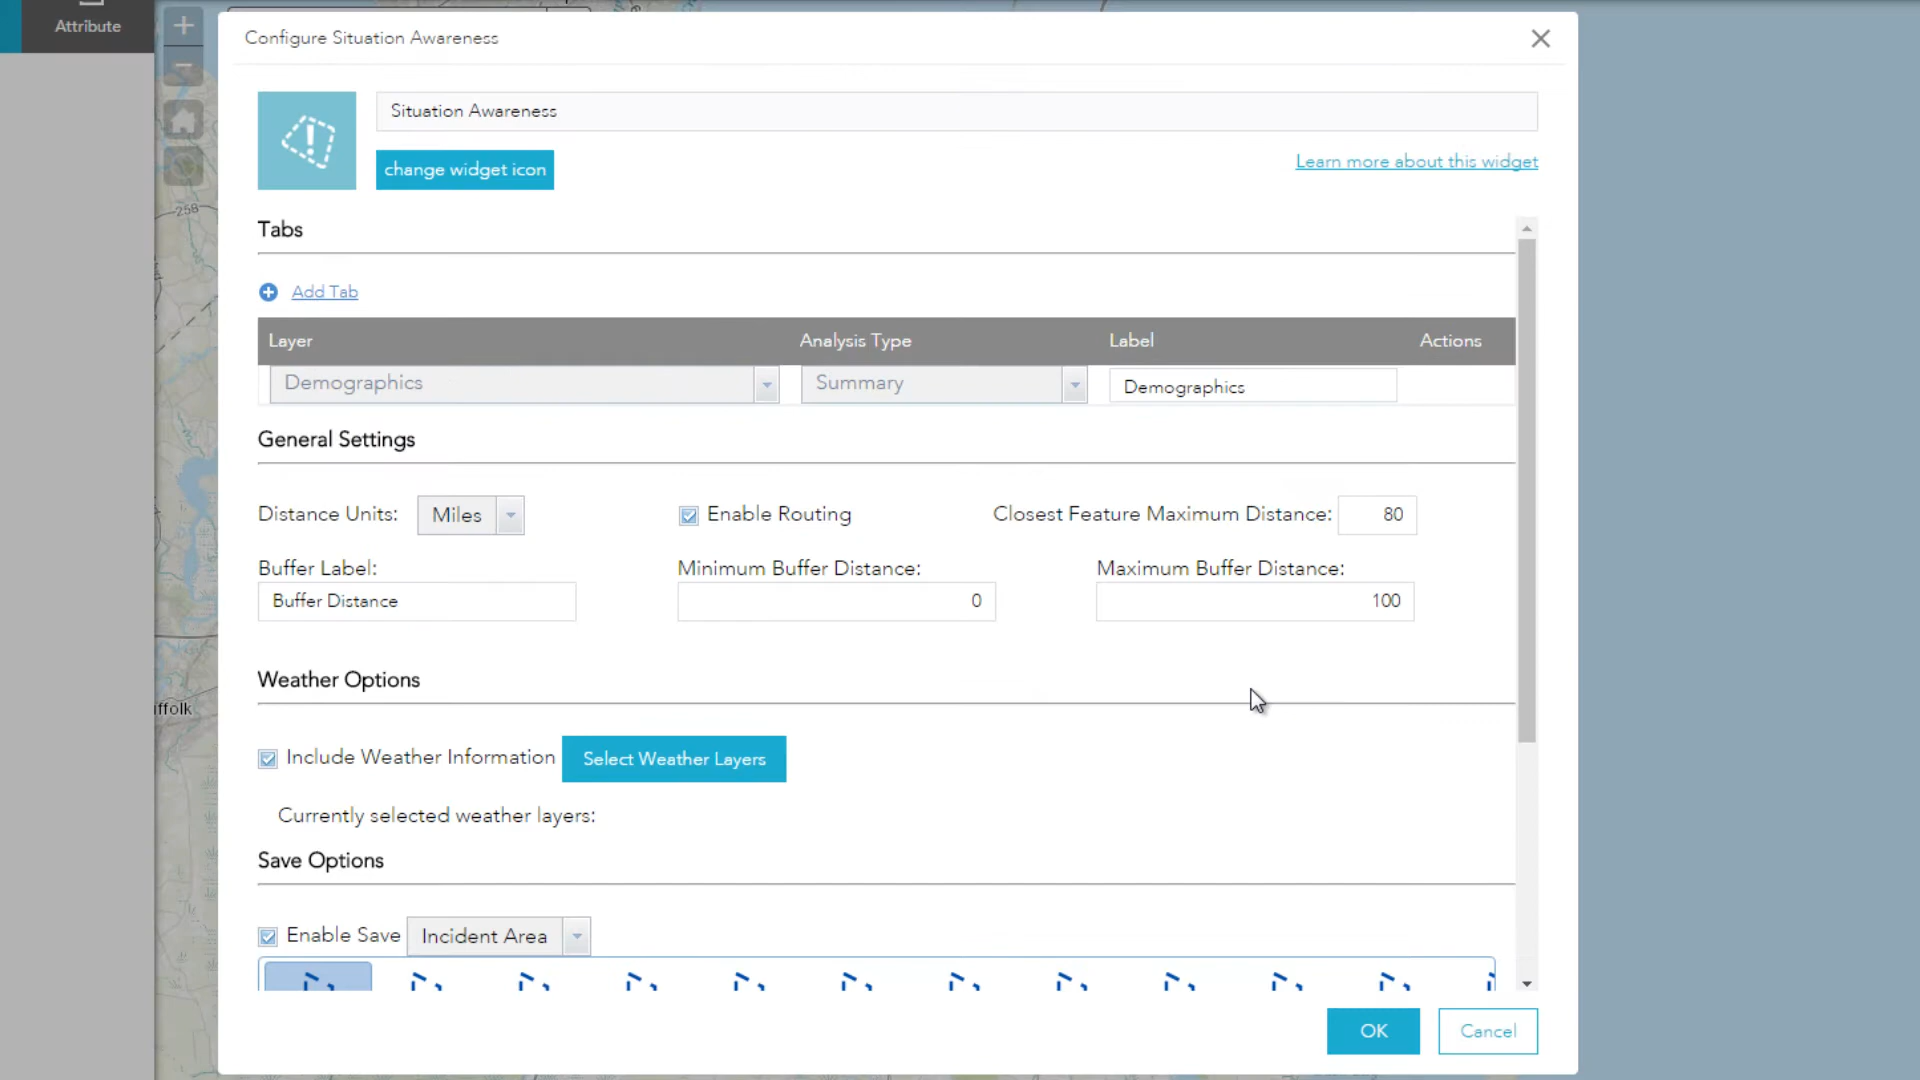 Attribute
Configure Situation Awareness
Situation Awareness
change widget icon
Learn more about this widget
258
Tabs
Add Tab
Layer Analysis Type Label Actions
Demographics Summary Demographics
General Settings
Distance Units: Miles Enable Routing Closest Feature Maximum Distance: 80
Buffer Label: Minimum Buffer Distance: Maximum Buffer Distance:
Buffer Distance 0 100
Weather Options
iffolk
Include Weather Information Select Weather Layers
Currently selected weather layers:
Save Options
Enable Save Incident Area
OK Cancel